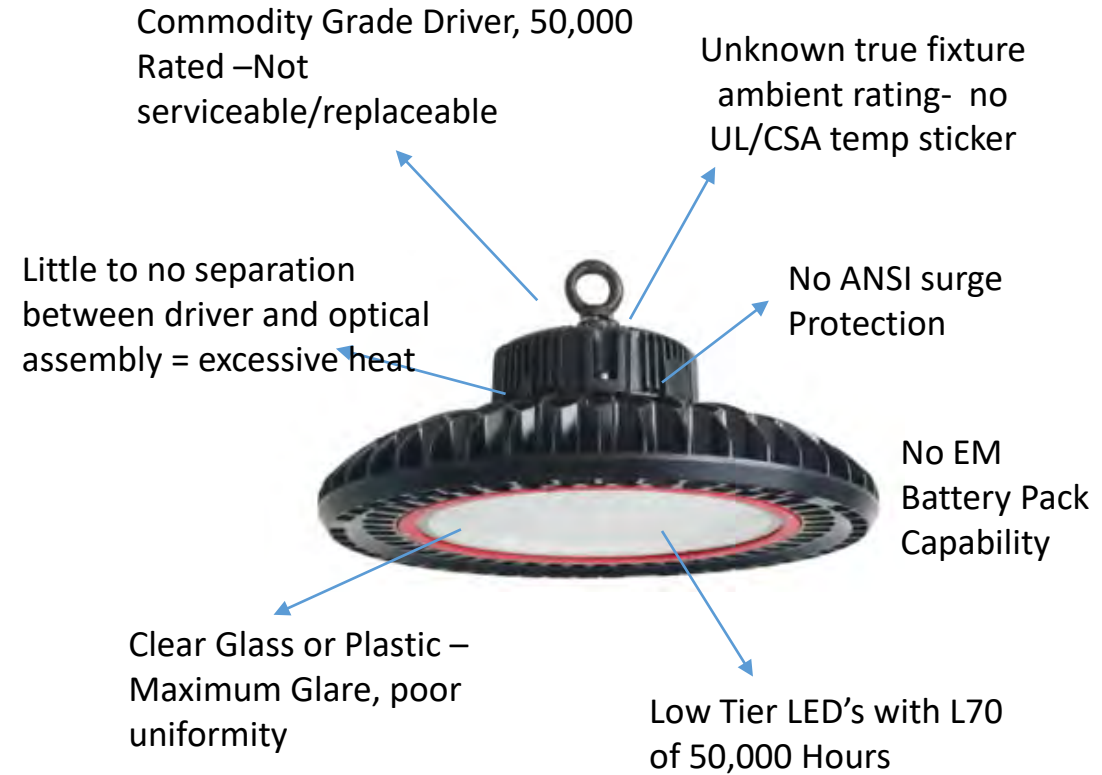 Commodity Grade Driver, 50,000
Rated –Not
serviceable/replaceable
Unknown true fixture
ambient rating- no
UL/CSA temp sticker
Little to no separation
between driver and optical
assembly = excessive heat
No ANSI surge
Protection
No EM
Battery Pack
Capability
Clear Glass or Plastic –
Maximum Glare, poor
uniformity
Low Tier LED’s with L70
of 50,000 Hours